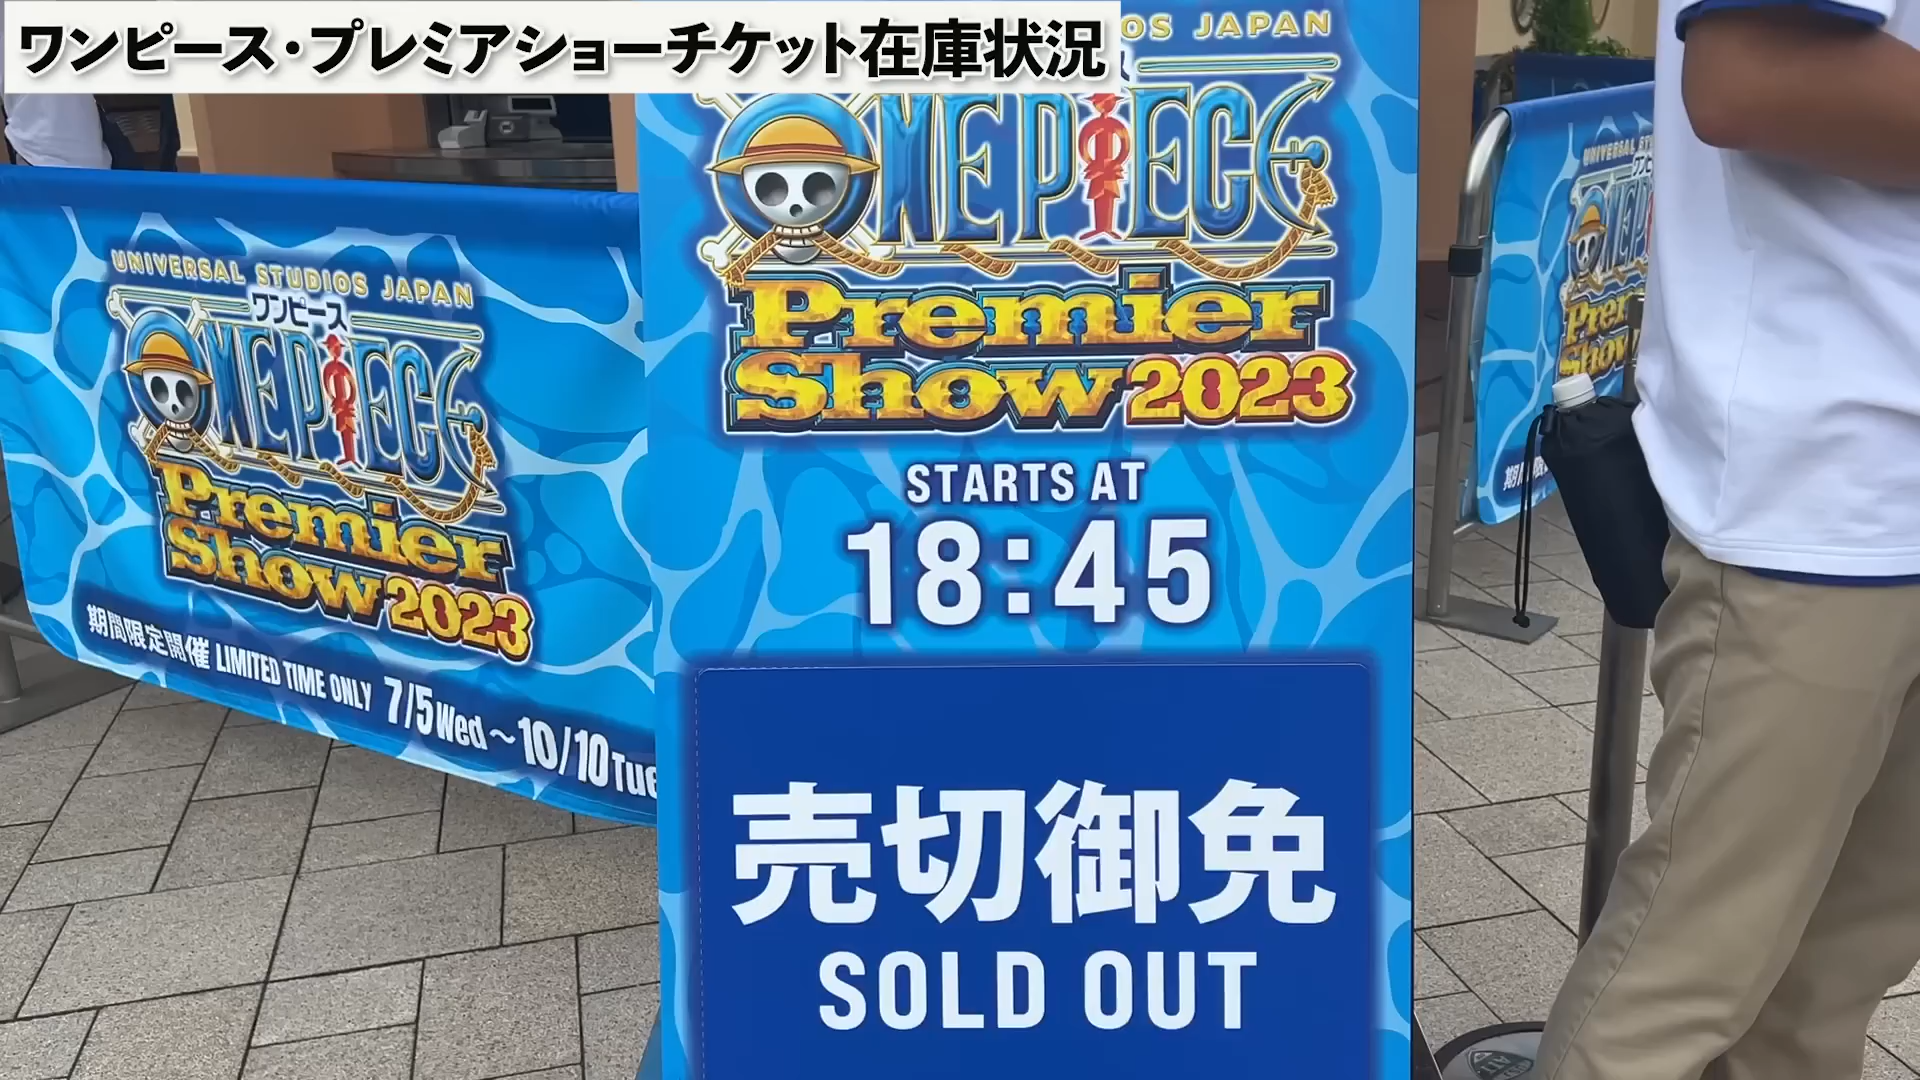 ワンピース・プレミアショーチケット在庫状況
UNIVERSAL STUDIOS JAPAN
ワンピース
ONE PIECE
Premier
Show 2023
期間限定開催 LIMITED TIME ONLY 7/5 Wed～10/10 Tue
OS JAPAN
ONE PIECE
Premier
Show 2023
STARTS AT
18:45
売切御免
SOLD OUT
UNIVERSAL
Show